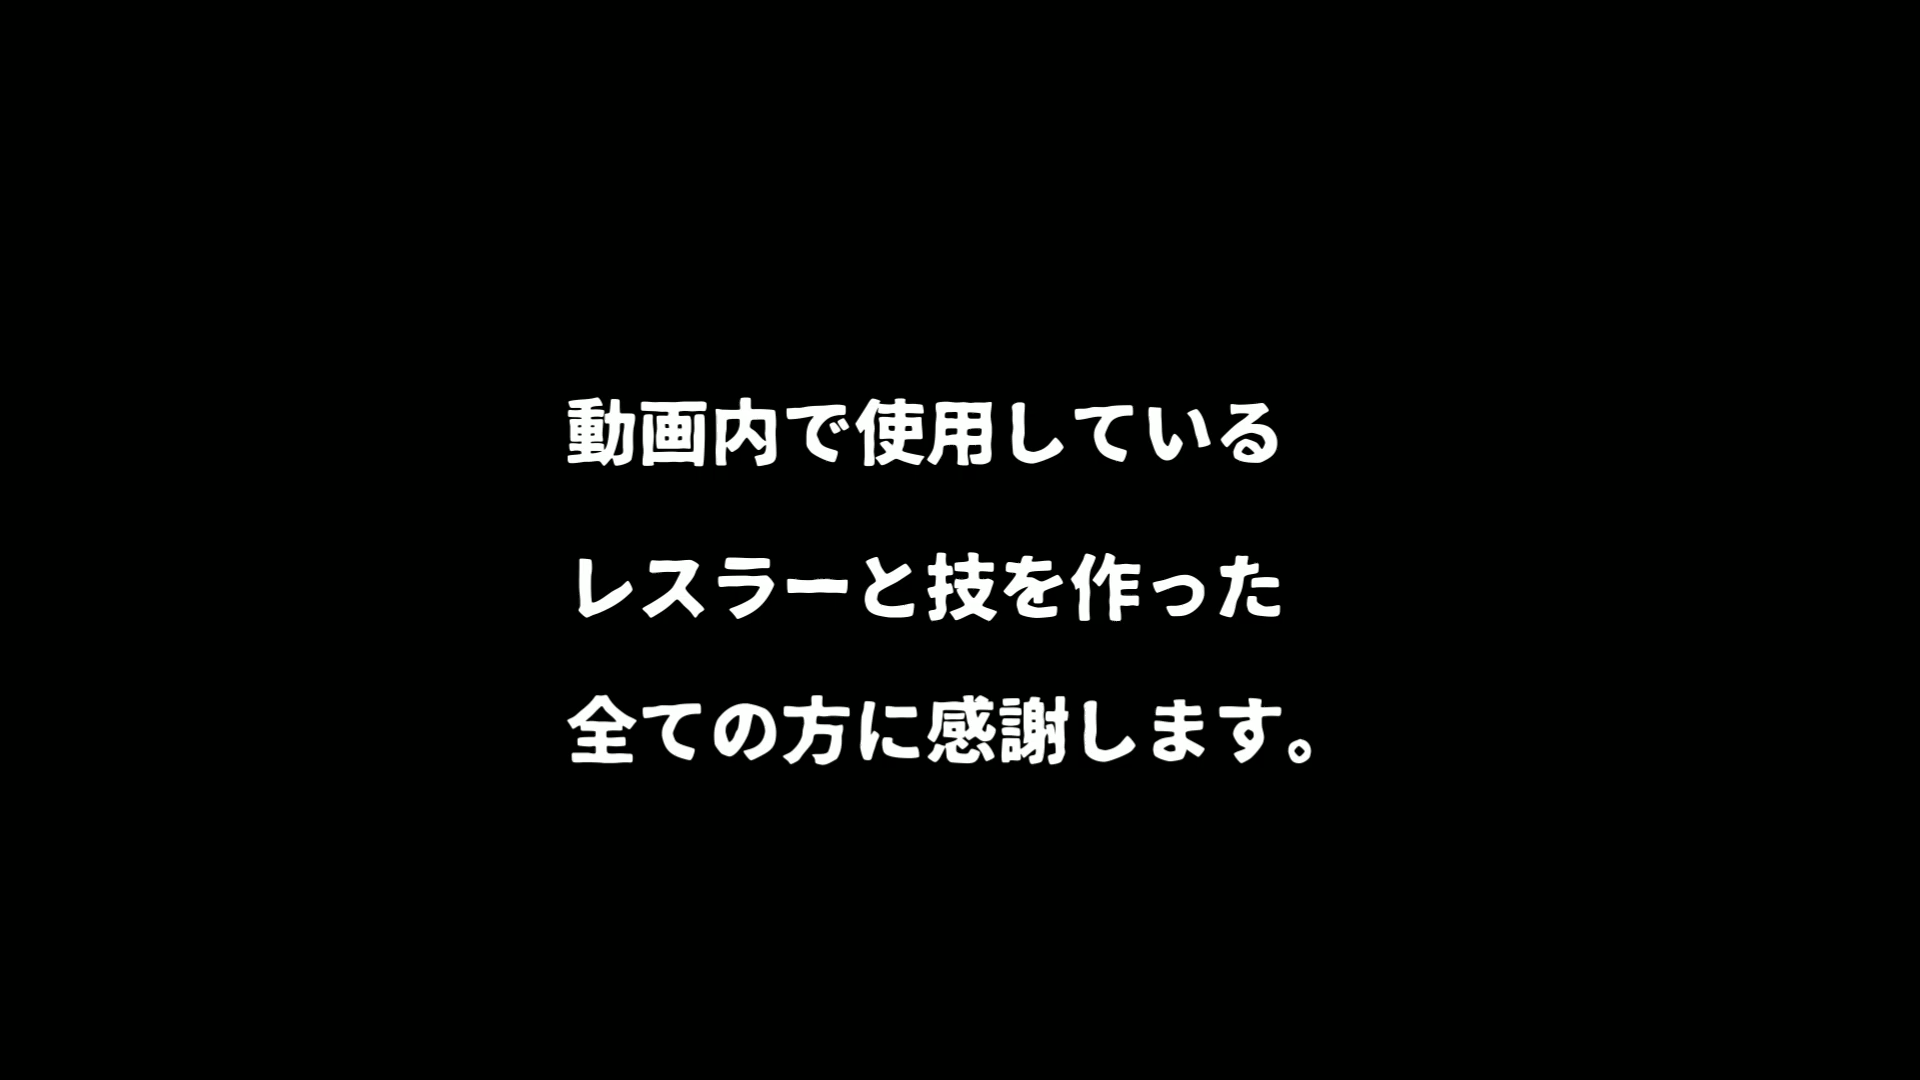 動画内で使用している
レスラーと技を作った
全ての方に感謝します。